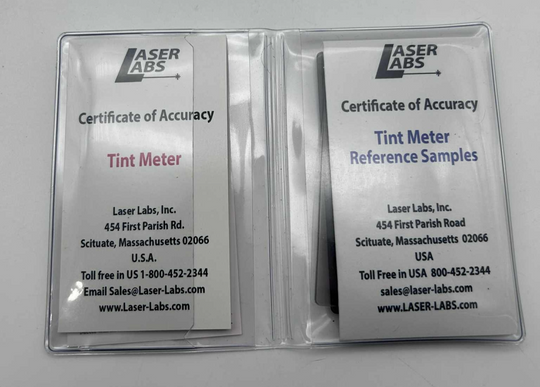 LASER
LABS
Certificate of Accuracy
Tint Meter
Laser Labs, Inc.
454 First Parish Rd.
Scituate, Massachusetts 02066
U.S.A.
Toll free in US 1-800-452-2344
Email Sales@Laser-Labs.com
www.Laser-Labs.com
LASER
LABS
Certificate of Accuracy
Tint Meter
Reference Samples
Laser Labs, Inc.
454 First Parish Road
Scituate, Massachusetts 02066
USA
Toll Free in USA 800-452-2344
sales@laser-labs.com
www.LASER-LABS.com